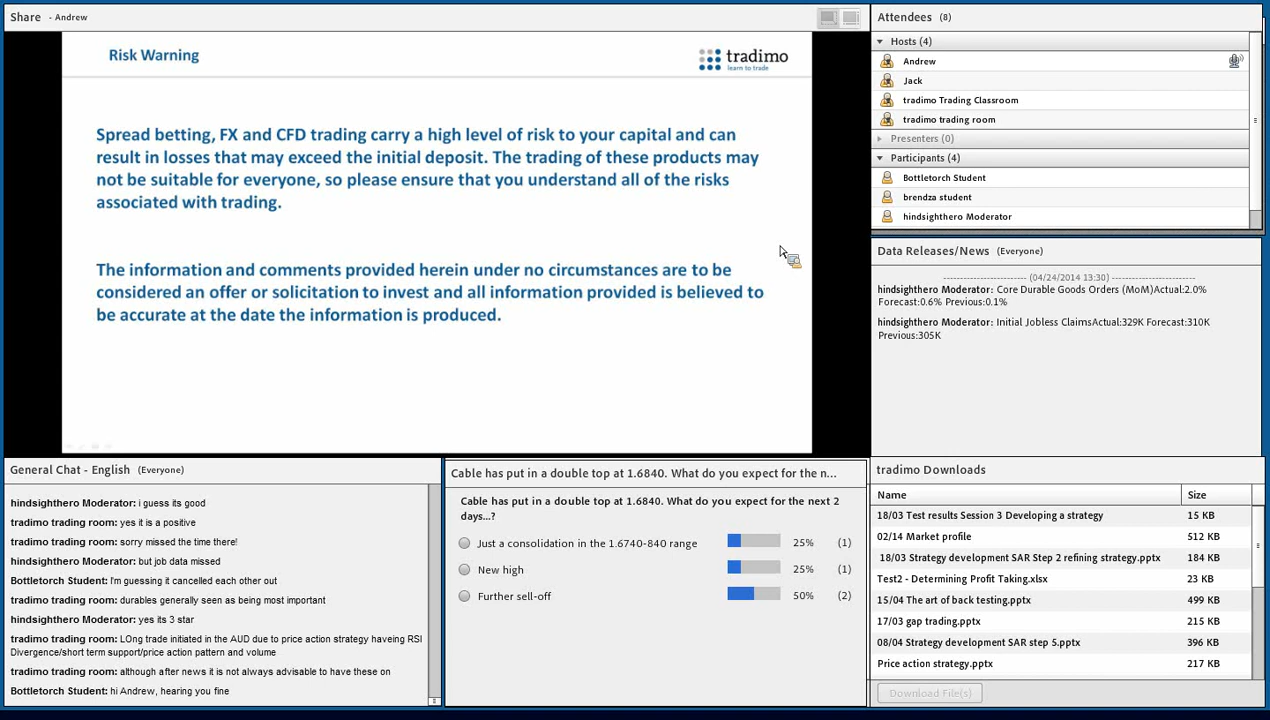 Share - Andrew
Risk Warning
tradimo
learn to trade
Spread betting, FX and CFD trading carry a high level of risk to your capital and can
result in losses that may exceed the initial deposit. The trading of these products may
not be suitable for everyone, so please ensure that you understand all of the risks
associated with trading.
The information and comments provided herein under no circumstances are to be
considered an offer or solicitation to invest and all information provided is believed to
be accurate at the date the information is produced.
Attendees (8)
Hosts (4)
Andrew
Jack
tradimo Trading Classroom
tradimo trading room
Presenters (0)
Participants (4)
Bottletorch Student
brendza student
hindsighthero Moderator
Data Releases/News (Everyone)
------------------- (04/24/2014 13:30) -------------------
hindsighthero Moderator: Core Durable Goods Orders (MoM)Actual:2.0%
Forecast:0.6% Previous:0.1%
hindsighthero Moderator: Initial Jobless ClaimsActual:329K Forecast:310K
Previous:305K
General Chat - English (Everyone)
hindsighthero Moderator: i guess its good
tradimo trading room: yes it is a positive
tradimo trading room: sorry missed the time there!
hindsighthero Moderator: but job data missed
Bottletorch Student: I'm guessing it cancelled each other out
tradimo trading room: durables generally seen as being most important
hindsighthero Moderator: yes its 3 star
tradimo trading room: LOng trade initiated in the AUD due to price action strategy haveing RSI
Divergence/short term support/price action pattern and volume
tradimo trading room: although after news it is not always advisable to have these on
Bottletorch Student: hi Andrew, hearing you fine
Cable has put in a double top at 1.6840. What do you expect for the n...
Cable has put in a double top at 1.6840. What do you expect for the next 2
days...?
Just a consolidation in the 1.6740-840 range 25% (1)
New high 25% (1)
Further sell-off 50% (2)
tradimo Downloads
Name Size
18/03 Test results Session 3 Developing a strategy 15 KB
02/14 Market profile 512 KB
18/03 Strategy development SAR Step 2 refining strategy.pptx 184 KB
Test2 - Determining Profit Taking.xlsx 23 KB
15/04 The art of back testing.pptx 499 KB
17/03 gap trading.pptx 215 KB
08/04 Strategy development SAR step 5.pptx 396 KB
Price action strategy.pptx 217 KB
Download File(s)